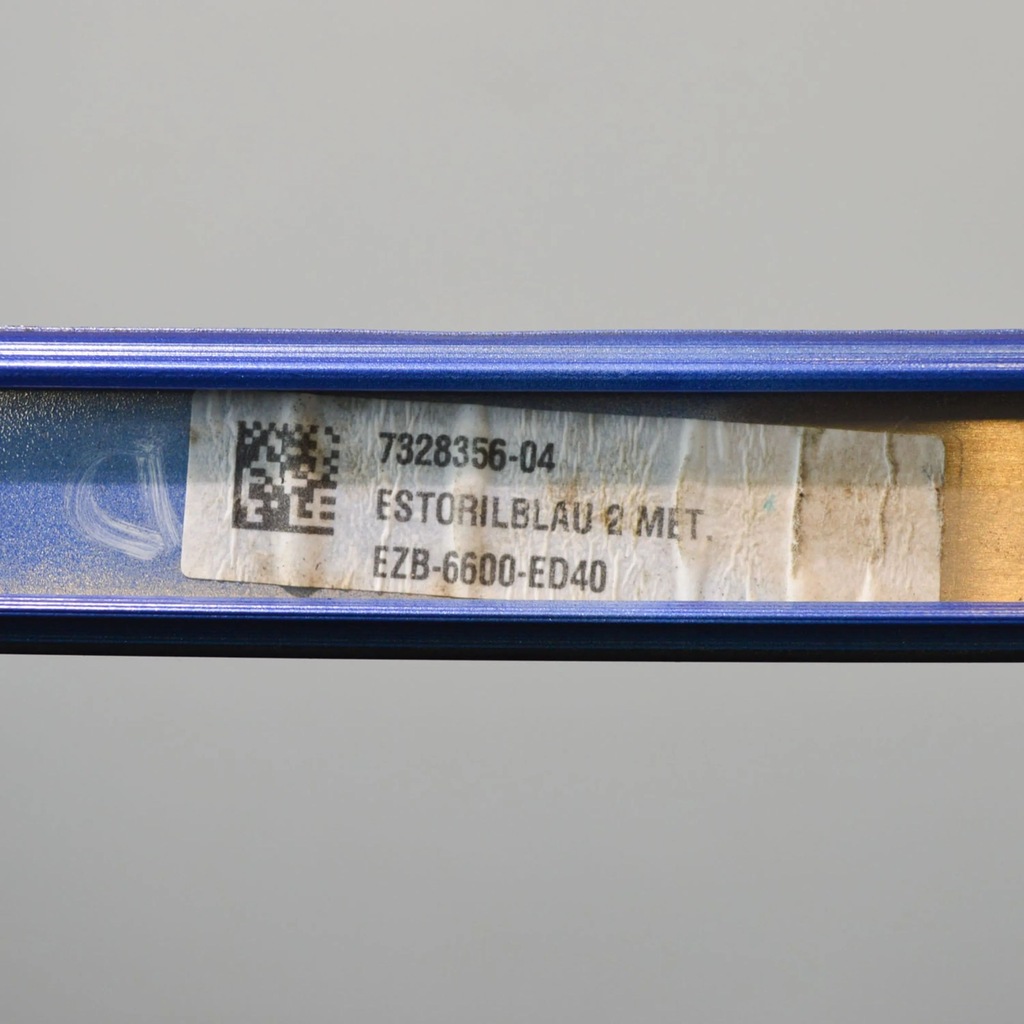 7328356-04
ESTORILBLAU 2 MET.
EZB-6600-ED40